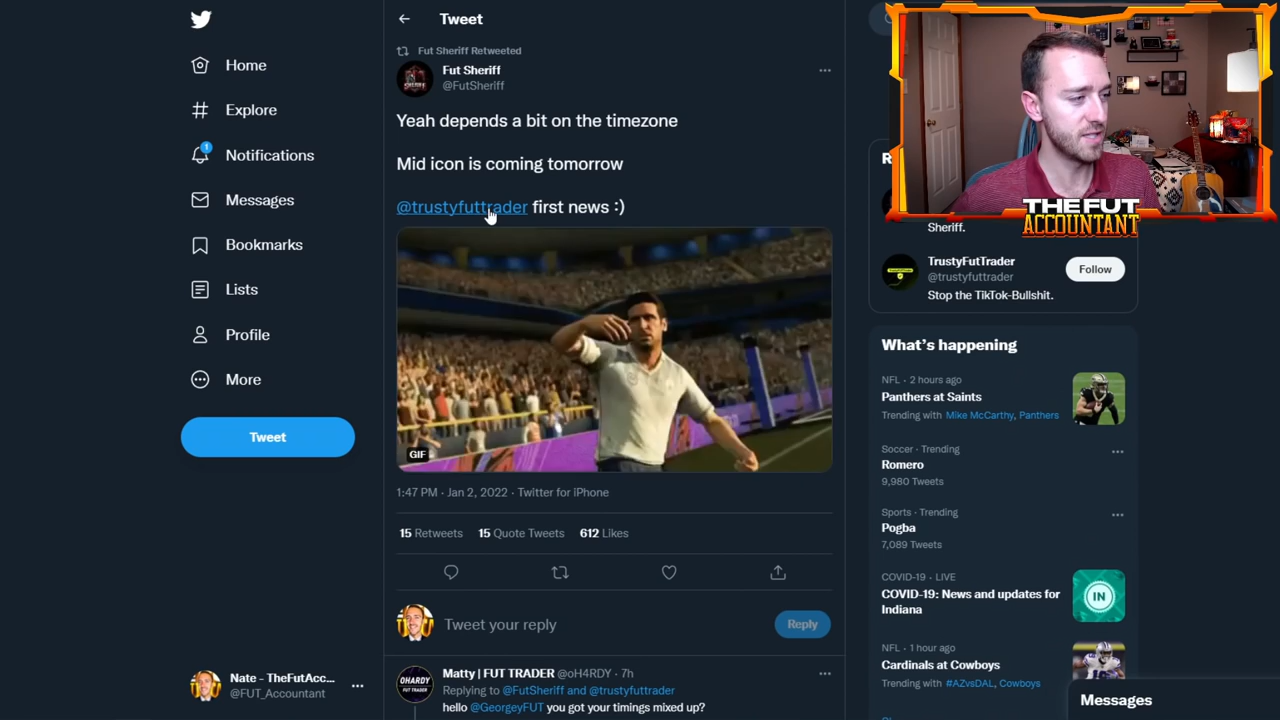 Home
Explore
1
Notifications
Messages
Bookmarks
Lists
Profile
More
Tweet
Nate - TheFutAcc...
@FUT_Accountant
Tweet
Fut Sheriff Retweeted
Fut Sheriff
@FutSheriff
Yeah depends a bit on the timezone
Mid icon is coming tomorrow
@trustyfuttrader first news :)
GIF
1:47 PM · Jan 2, 2022 · Twitter for iPhone
15 Retweets 15 Quote Tweets 612 Likes
Tweet your reply
Reply
Matty | FUT TRADER @oH4RDY · 7h
Replying to @FutSheriff and @trustyfuttrader
hello @GeorgeyFUT you got your timings mixed up?
OHARDY
FUT TRADER
THE FUT
ACCOUNTANT
R
Sheriff.
TrustyFutTrader
@trustyfuttrader
Follow
Stop the TikTok-Bullshit.
What's happening
NFL · 2 hours ago
Panthers at Saints
Trending with Mike McCarthy, Panthers
Soccer · Trending
Romero
9,980 Tweets
Sports · Trending
Pogba
7,089 Tweets
COVID-19 · LIVE
COVID-19: News and updates for
Indiana
IN
NFL · 1 hour ago
Cardinals at Cowboys
Trending with #AZvsDAL, Cowboys
Messages